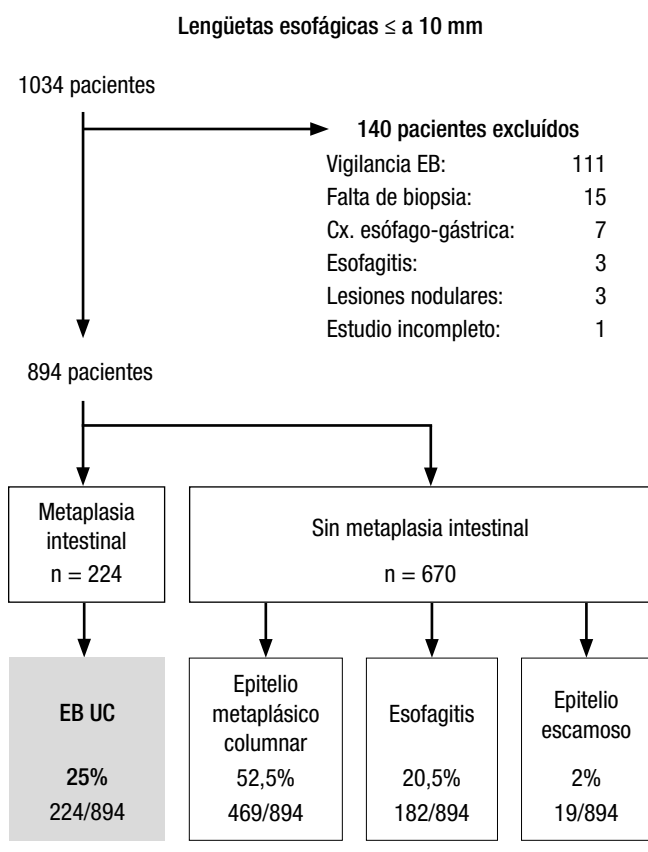 Lengüetas esofágicas ≤ a 10 mm
1034 pacientes
140 pacientes excluídos
Vigilancia EB: 111
Falta de biopsia: 15
Cx. esófago-gástrica: 7
Esofagitis: 3
Lesiones nodulares: 3
Estudio incompleto: 1
894 pacientes
Metaplasia
intestinal
n = 224
Sin metaplasia intestinal
n = 670
EB UC
25%
224/894
Epitelio
metaplásico
columnar
52,5%
469/894
Esofagitis
20,5%
182/894
Epitelio
escamoso
2%
19/894